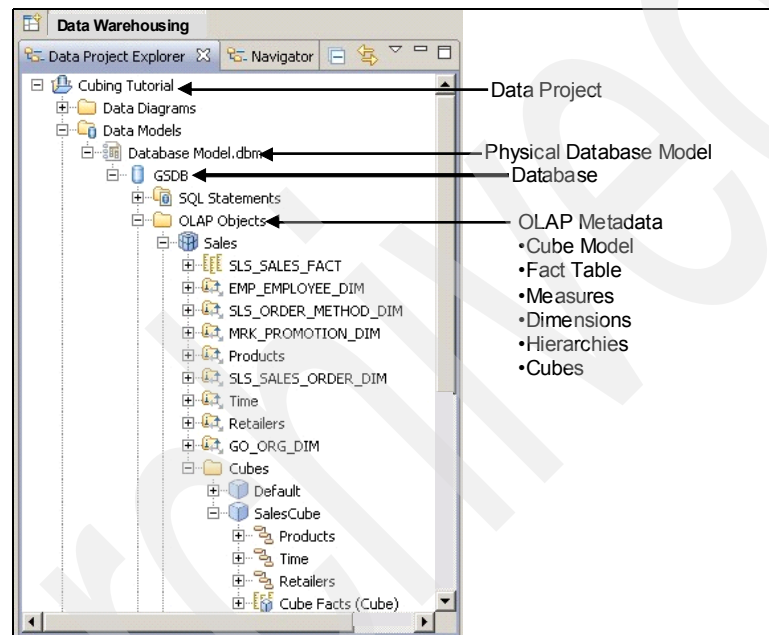 Data Warehousing
Data Project Explorer
Navigator
Cubing Tutorial
Data Project
Data Diagrams
Data Models
Database Model.dbm
Physical Database Model
GSDB
Database
SQL Statements
OLAP Objects
OLAP Metadata
•Cube Model
•Fact Table
•Measures
•Dimensions
•Hierarchies
•Cubes
Sales
SLS_SALES_FACT
EMP_EMPLOYEE_DIM
SLS_ORDER_METHOD_DIM
MRK_PROMOTION_DIM
Products
SLS_SALES_ORDER_DIM
Time
Retailers
GO_ORG_DIM
Cubes
Default
SalesCube
Products
Time
Retailers
Cube Facts (Cube)